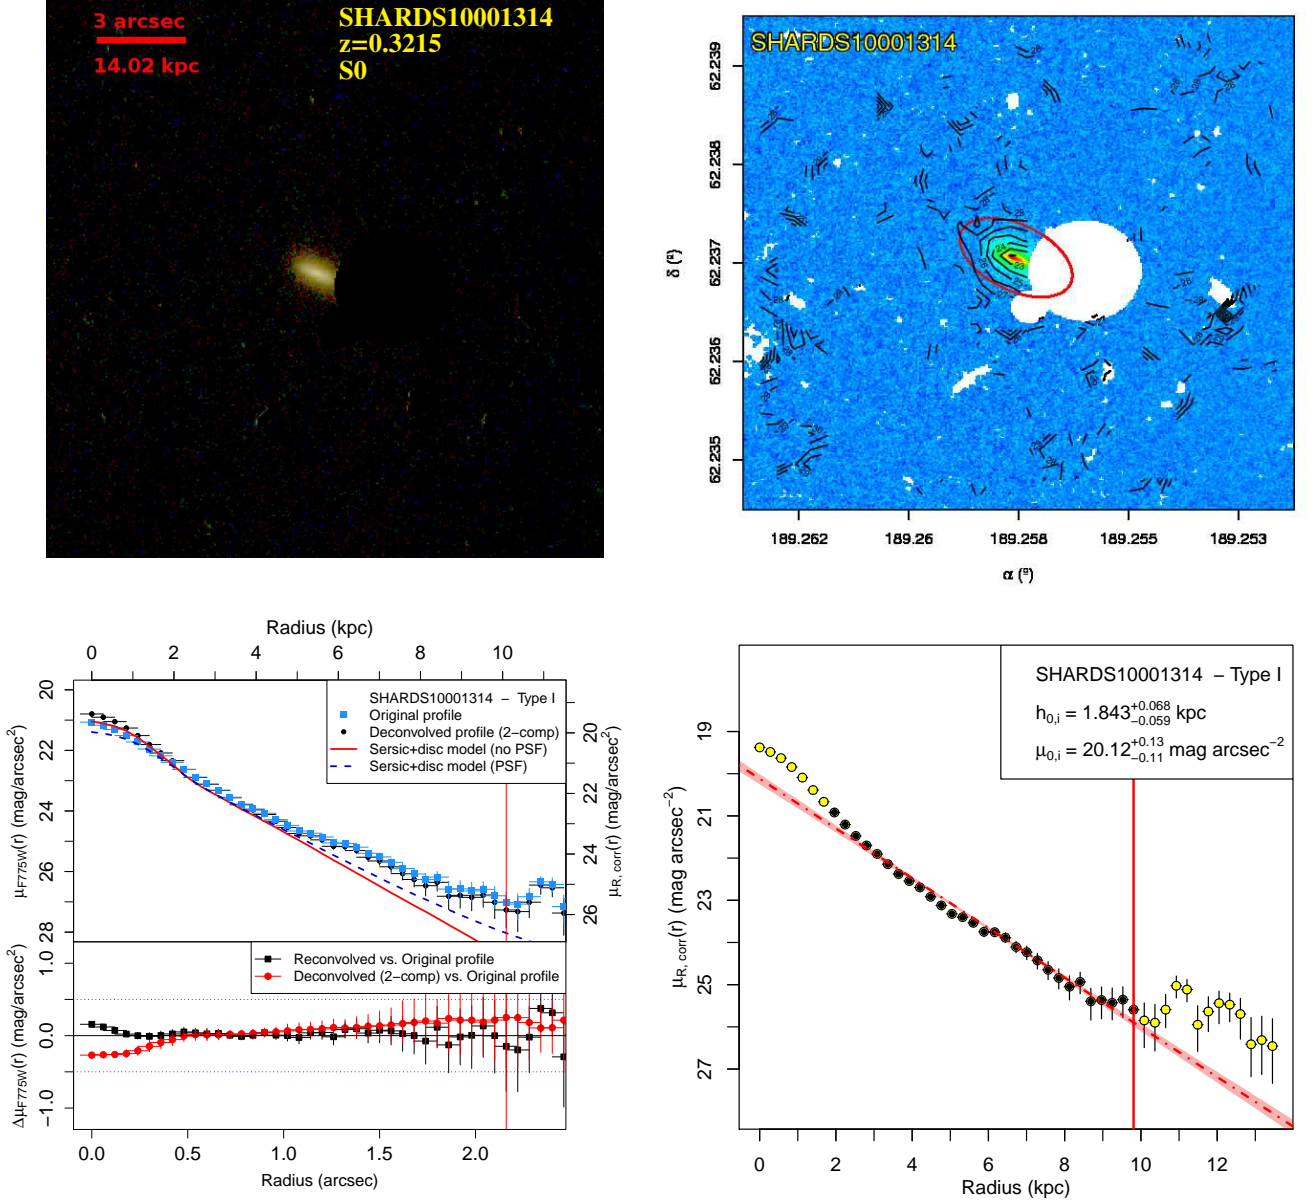 3 arcsec
14.02 kpc
SHARDS10001314
z=0.3215
S0
SHARDS10001314
62.239
62.238
62.237
62.236
62.235
δ (º)
189.262
189.26
189.258
189.255
189.253
α (º)
Radius (kpc)
0
2
4
6
8
10
20
22
24
26
28
μF775W(r) (mag/arcsec²)
SHARDS10001314 – Type I
Original profile
Deconvolved profile (2−comp)
Sersic+disc model (no PSF)
Sersic+disc model (PSF)
20
22
24
26
μR, corr(r) (mag/arcsec²)
1.0
0.0
−1.0
ΔμF775W(r) (mag/arcsec²)
Reconvolved vs. Original profile
Deconvolved (2−comp) vs. Original profile
0.0
0.5
1.0
1.5
2.0
Radius (arcsec)
SHARDS10001314 – Type I
h0,i = 1.843 +0.068 −0.059 kpc
μ0,i = 20.12 +0.13 −0.11 mag arcsec−2
19
21
23
25
27
μR, corr(r) (mag arcsec−2)
0
2
4
6
8
10
12
Radius (kpc)